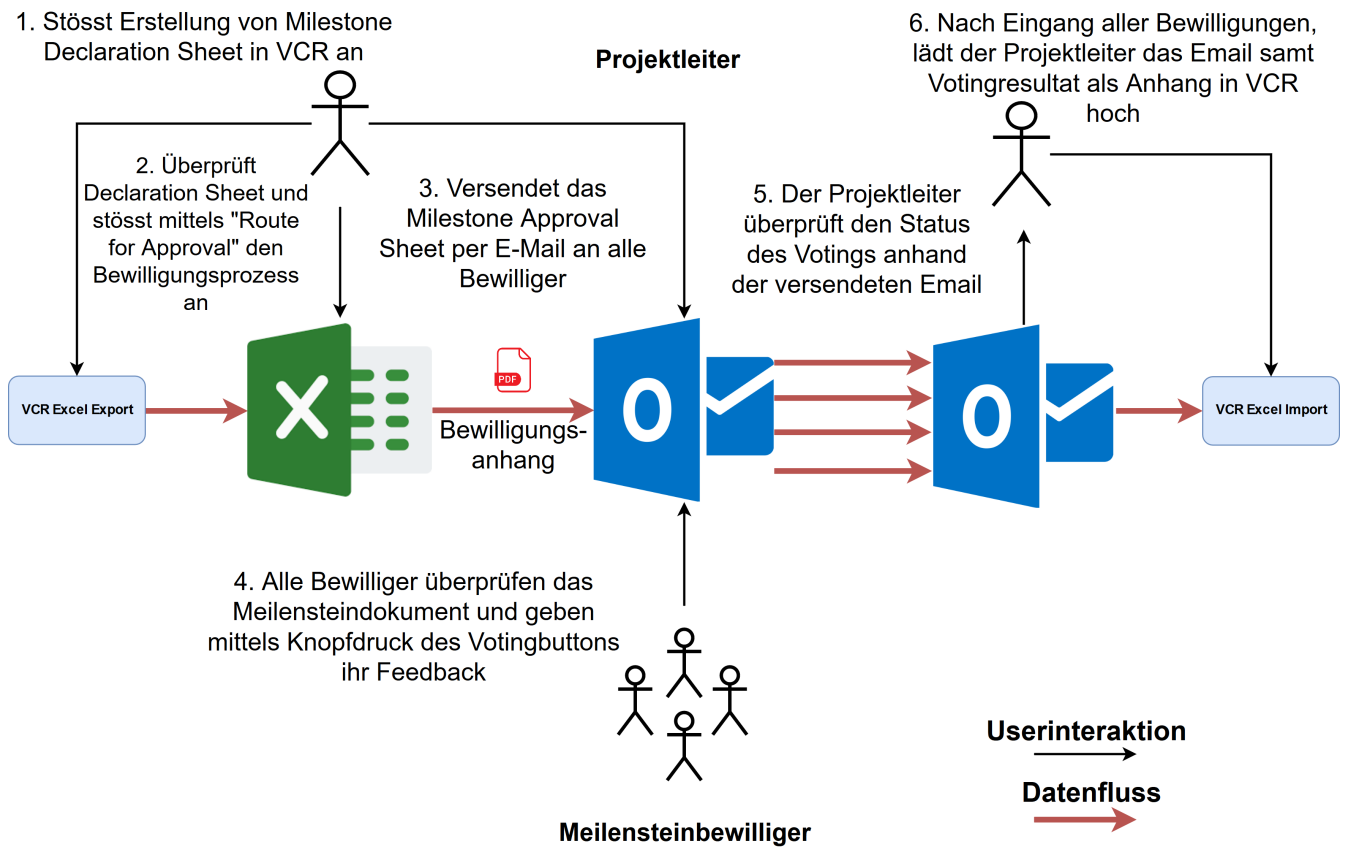 1. Stösst Erstellung von Milestone
Declaration Sheet in VCR an
Projektleiter
6. Nach Eingang aller Bewilligungen,
lädt der Projektleiter das Email samt
Votingresultat als Anhang in VCR
hoch
2. Überprüft
Declaration Sheet und
stösst mittels "Route
for Approval" den
Bewilligungsprozess
an
3. Versendet das
Milestone Approval
Sheet per E-Mail an alle
Bewilliger
5. Der Projektleiter
überprüft den Status
des Votings anhand
der versendeten Email
VCR Excel Export
X
PDF
Bewilligungs-
anhang
O
O
VCR Excel Import
4. Alle Bewilliger überprüfen das
Meilensteindokument und geben
mittels Knopfdruck des Votingbuttons
ihr Feedback
Meilensteinbewilliger
Userinteraktion
Datenfluss